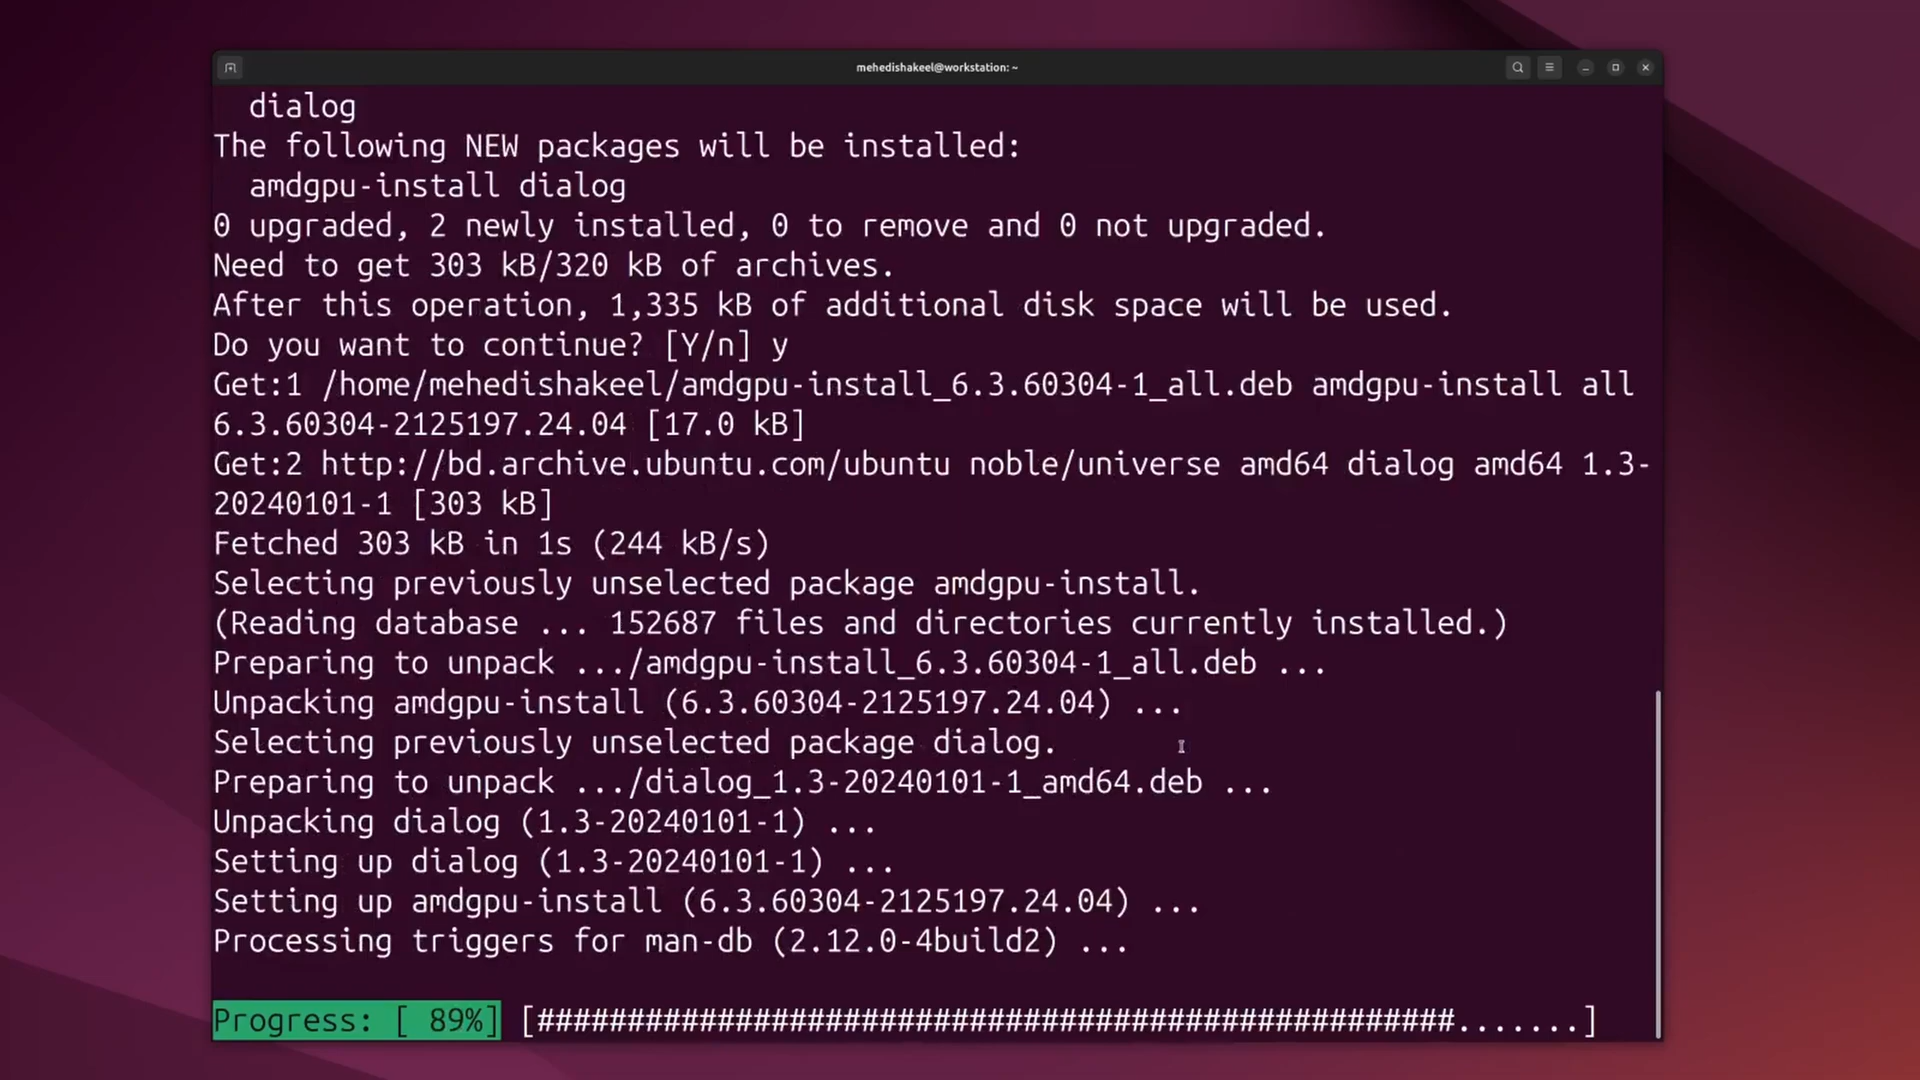 mehedishakeel@workstation: ~
dialog
The following NEW packages will be installed:
amdgpu-install dialog
0 upgraded, 2 newly installed, 0 to remove and 0 not upgraded.
Need to get 303 kB/320 kB of archives.
After this operation, 1,335 kB of additional disk space will be used.
Do you want to continue? [Y/n] y
Get:1 /home/mehedishakeel/amdgpu-install_6.3.60304-1_all.deb amdgpu-install all
6.3.60304-2125197.24.04 [17.0 kB]
Get:2 http://bd.archive.ubuntu.com/ubuntu noble/universe amd64 dialog amd64 1.3-
20240101-1 [303 kB]
Fetched 303 kB in 1s (244 kB/s)
Selecting previously unselected package amdgpu-install.
(Reading database ... 152687 files and directories currently installed.)
Preparing to unpack .../amdgpu-install_6.3.60304-1_all.deb ...
Unpacking amdgpu-install (6.3.60304-2125197.24.04) ...
Selecting previously unselected package dialog.
Preparing to unpack .../dialog_1.3-20240101-1_amd64.deb ...
Unpacking dialog (1.3-20240101-1) ...
Setting up dialog (1.3-20240101-1) ...
Setting up amdgpu-install (6.3.60304-2125197.24.04) ...
Processing triggers for man-db (2.12.0-4build2) ...
Progress: [ 89%] [###################################################.......]